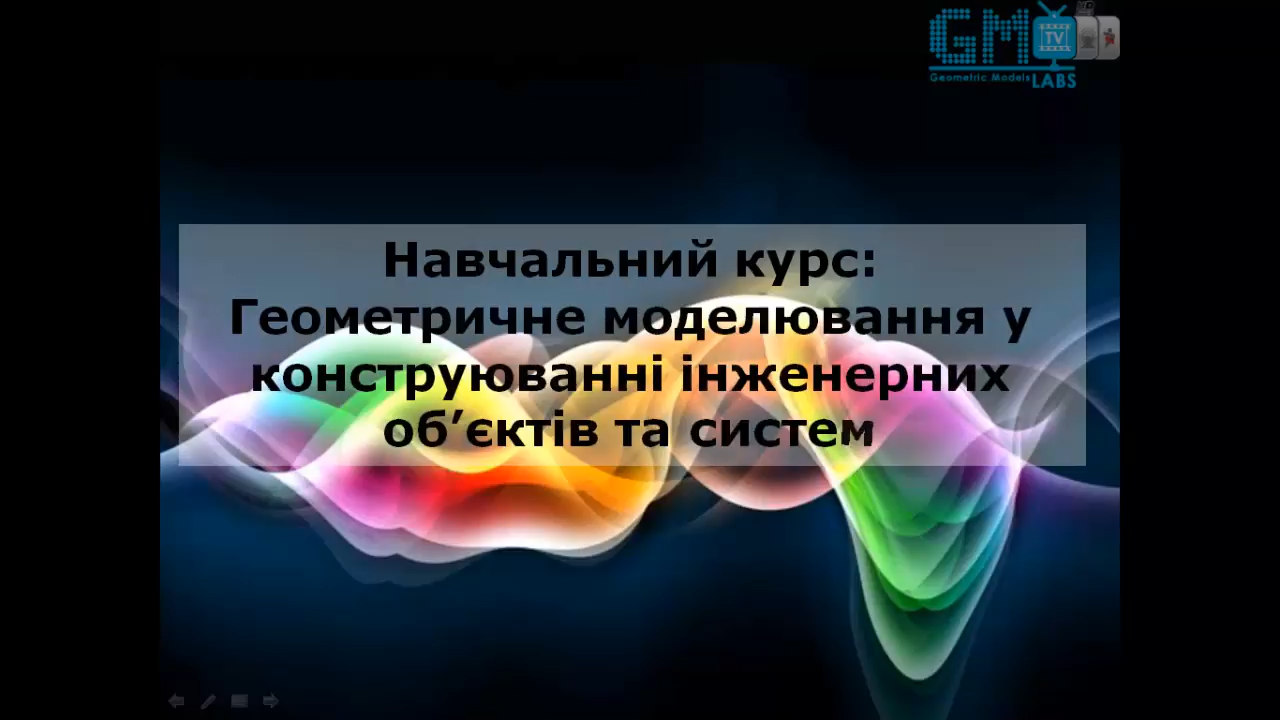 GM TV
Geometric Models LABS
Навчальний курс:
Геометричне моделювання у
конструюванні інженерних
об’єктів та систем